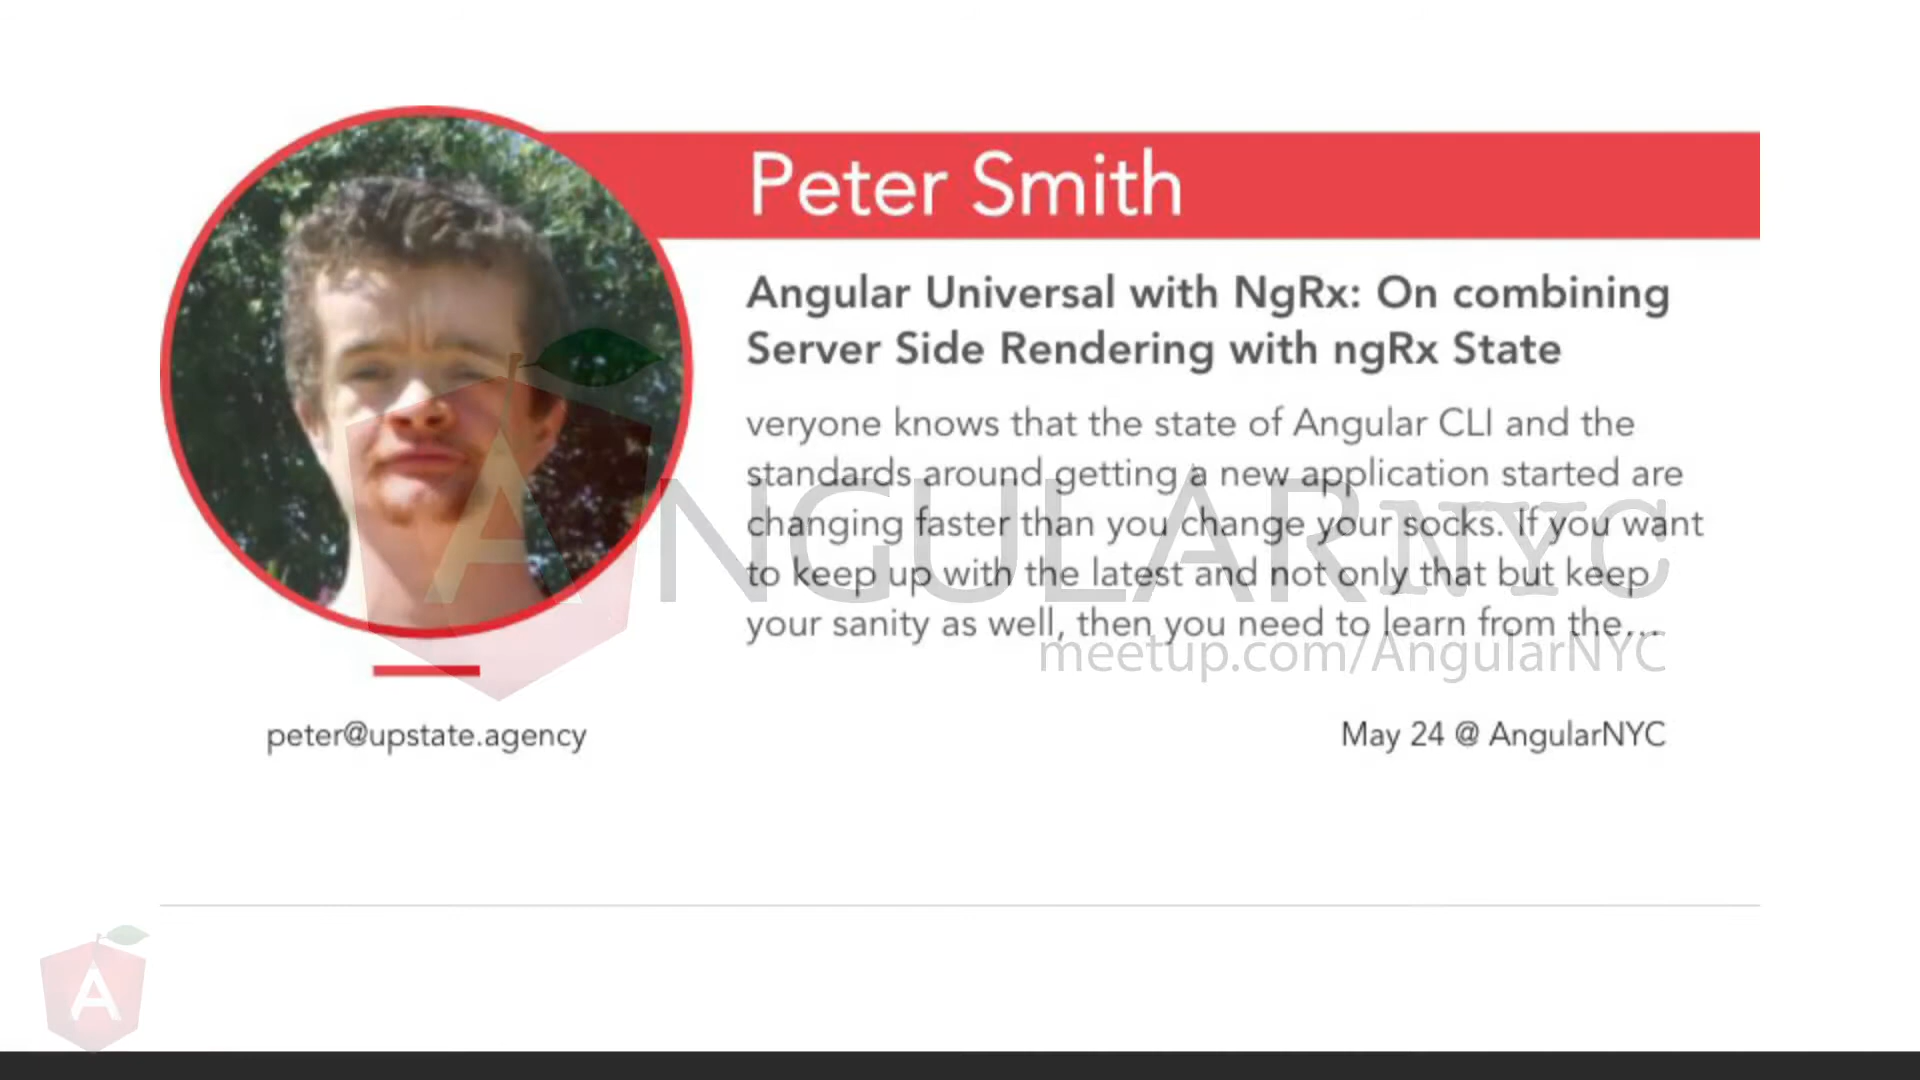 Peter Smith
Angular Universal with NgRx: On combining
Server Side Rendering with ngRx State
veryone knows that the state of Angular CLI and the
standards around getting a new application started are
changing faster than you change your socks. If you want
to keep up with the latest and not only that but keep
your sanity as well, then you need to learn from the...
ANGULARNYC
meetup.com/AngularNYC
peter@upstate.agency
May 24 @ AngularNYC
A